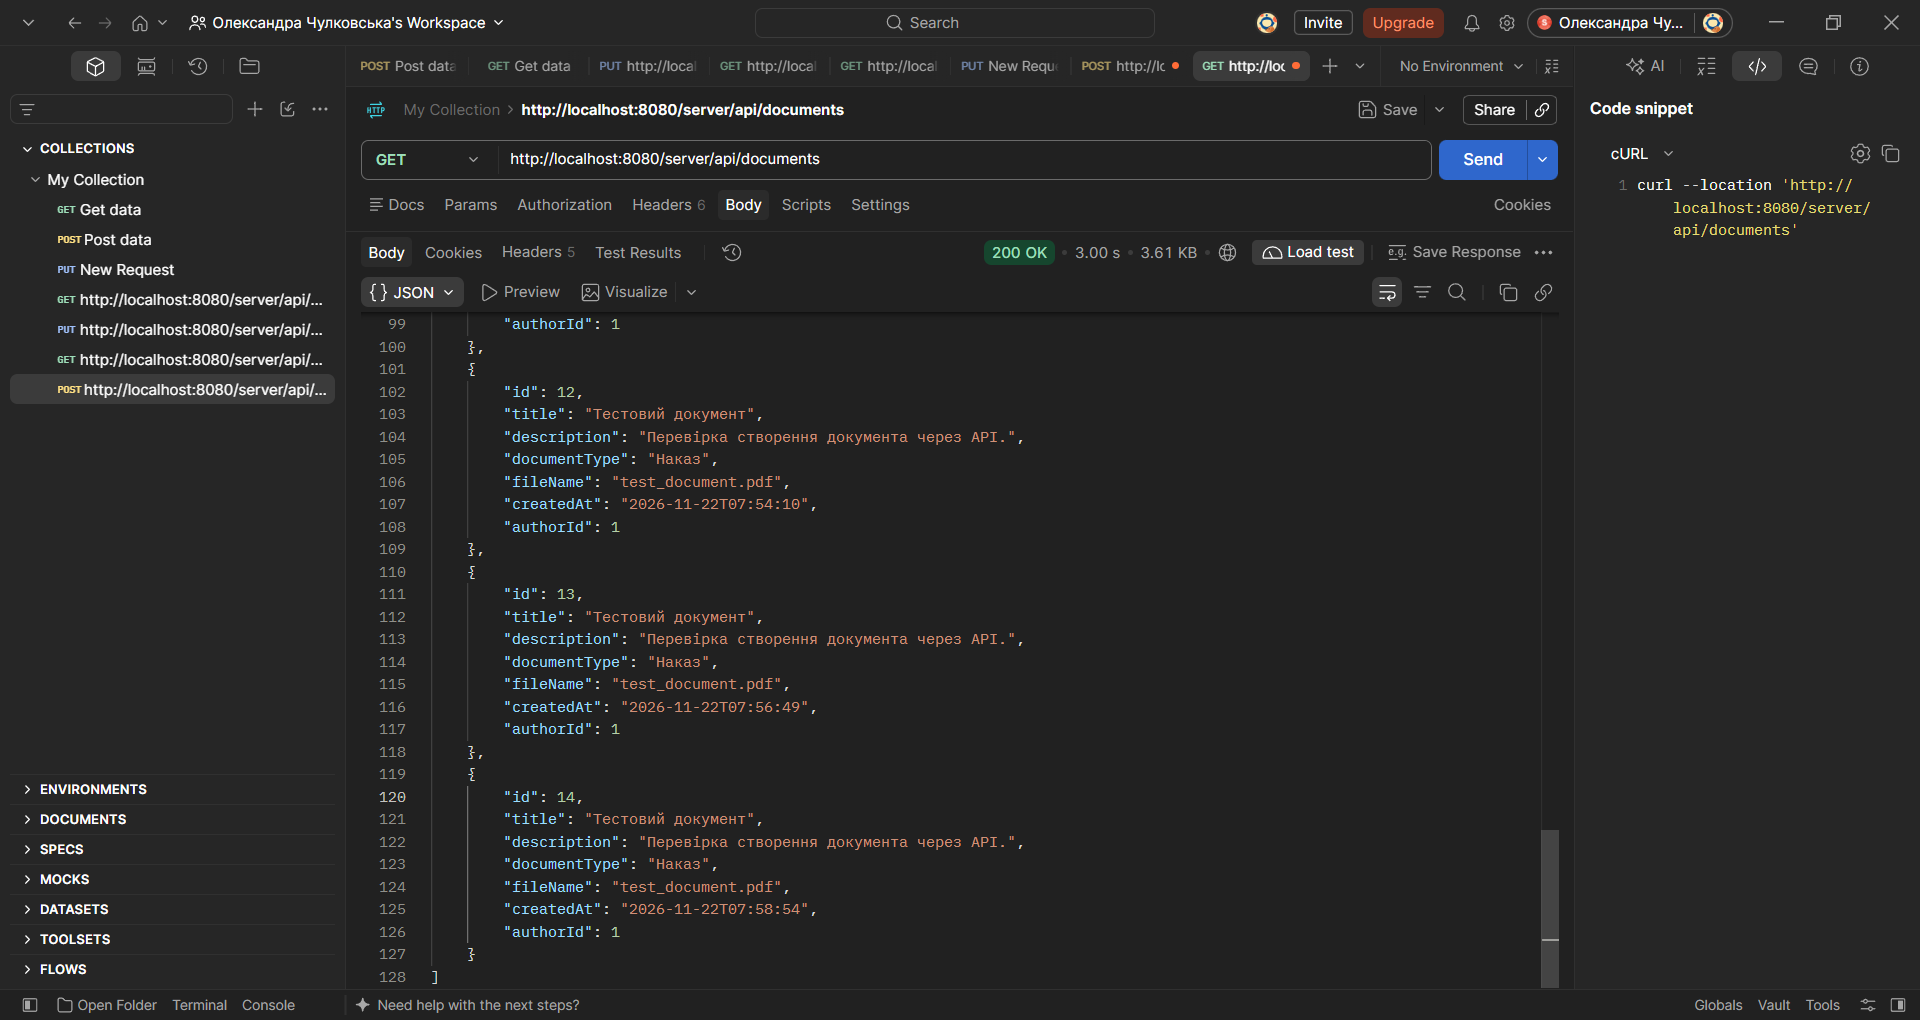 Олександра Чулковська's Workspace
Search
Invite
Upgrade
S
Олександра Чу...
POST Post data
GET Get data
PUT http://local
GET http://local
GET http://local
PUT New Requ
POST http://lc
GET http://loc
No Environment
AI
My Collection > http://localhost:8080/server/api/documents
Save
Share
Code snippet
COLLECTIONS
My Collection
GET Get data
POST Post data
PUT New Request
GET http://localhost:8080/server/api/...
PUT http://localhost:8080/server/api/...
GET http://localhost:8080/server/api/...
POST http://localhost:8080/server/api/...
ENVIRONMENTS
DOCUMENTS
SPECS
MOCKS
DATASETS
TOOLSETS
FLOWS
HTTP
GET
http://localhost:8080/server/api/documents
Send
Docs
Params
Authorization
Headers 6
Body
Scripts
Settings
Cookies
Body
Cookies
Headers 5
Test Results
200 OK
3.00 s
3.61 KB
Load test
e.g. Save Response
{} JSON
Preview
Visualize
99 "authorId": 1
100 },
101 {
102 "id": 12,
103 "title": "Тестовий документ",
104 "description": "Перевірка створення документа через API.",
105 "documentType": "Наказ",
106 "fileName": "test_document.pdf",
107 "createdAt": "2026-11-22T07:54:10",
108 "authorId": 1
109 },
110 {
111 "id": 13,
112 "title": "Тестовий документ",
113 "description": "Перевірка створення документа через API.",
114 "documentType": "Наказ",
115 "fileName": "test_document.pdf",
116 "createdAt": "2026-11-22T07:56:49",
117 "authorId": 1
118 },
119 {
120 "id": 14,
121 "title": "Тестовий документ",
122 "description": "Перевірка створення документа через API.",
123 "documentType": "Наказ",
124 "fileName": "test_document.pdf",
125 "createdAt": "2026-11-22T07:58:54",
126 "authorId": 1
127 }
128 ]
cURL
1 curl --location 'http://
localhost:8080/server/
api/documents'
Open Folder
Terminal
Console
Need help with the next steps?
Globals
Vault
Tools